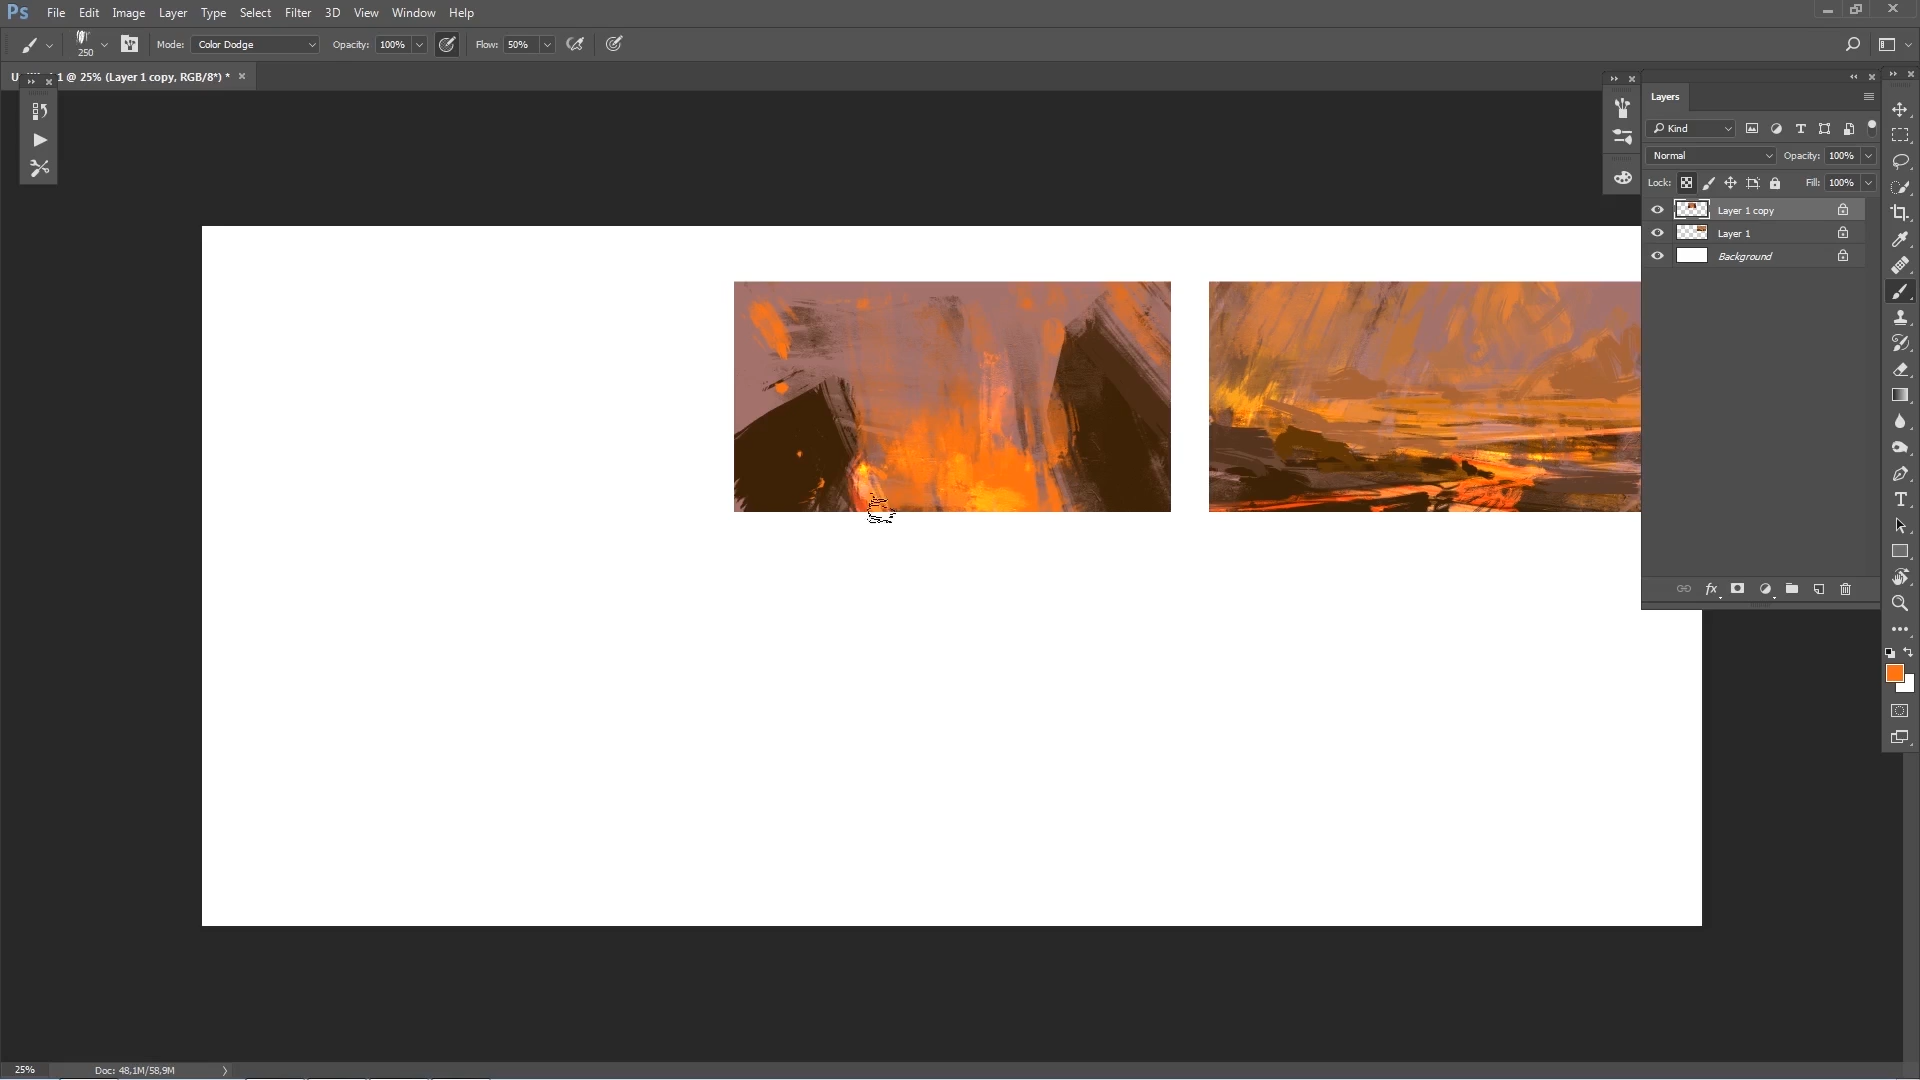 Ps File Edit Image Layer Type Select Filter 3D View Window Help
250 Mode: Color Dodge Opacity: 100% Flow: 50%
1 @ 25% (Layer 1 copy, RGB/8*) *
Layers
Kind
Normal Opacity: 100%
Lock: Fill: 100%
Layer 1 copy
Layer 1
Background
fx
25% Doc: 48,1M/58,9M